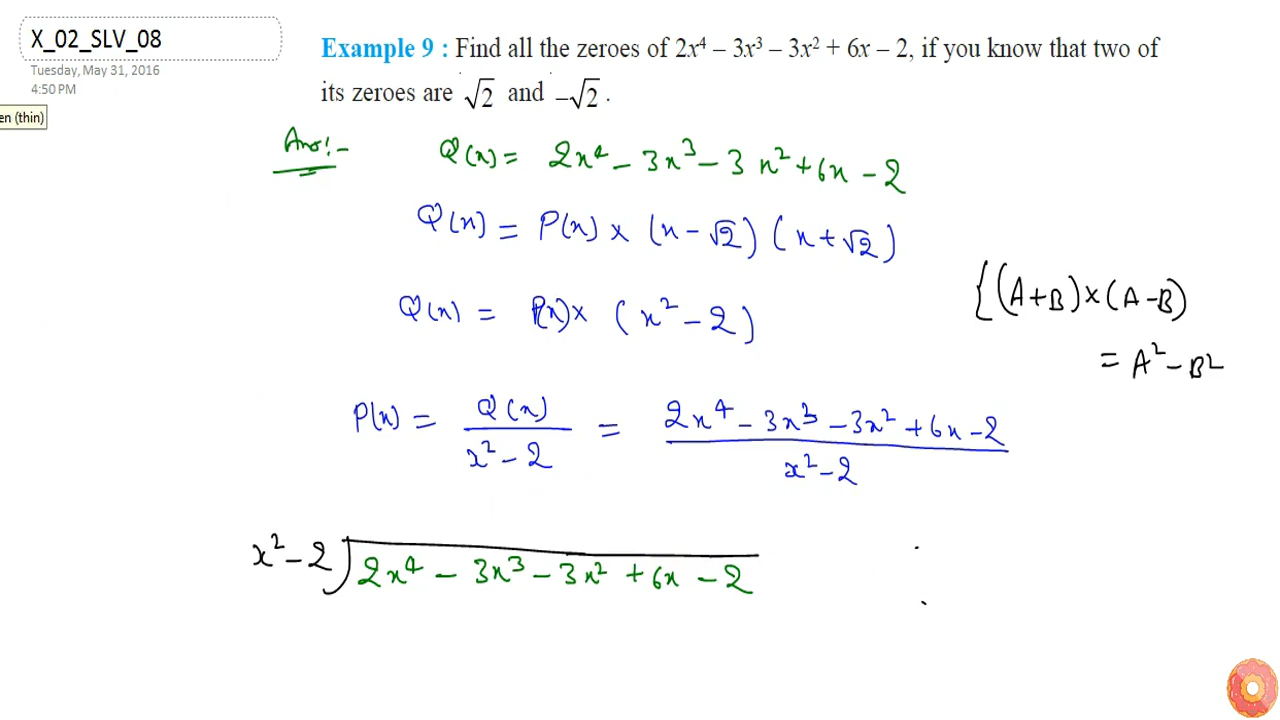 X_02_SLV_08
Tuesday, May 31, 2016
4:50 PM
en (thin)
Example 9 : Find all the zeroes of 2x⁴ – 3x³ – 3x² + 6x – 2, if you know that two of
its zeroes are √2 and –√2 .
Ans:-
Q(x) = 2x⁴ – 3x³ – 3x² + 6x – 2
Q(x) = P(x) × (x – √2) (x + √2)
{(A+B)×(A–B)
= A² – B²
Q(x) = P(x) × (x² – 2)
P(x) = Q(x) / x² – 2 = 2x⁴ – 3x³ – 3x² + 6x – 2 / x² – 2
x² – 2 ) 2x⁴ – 3x³ – 3x² + 6x – 2